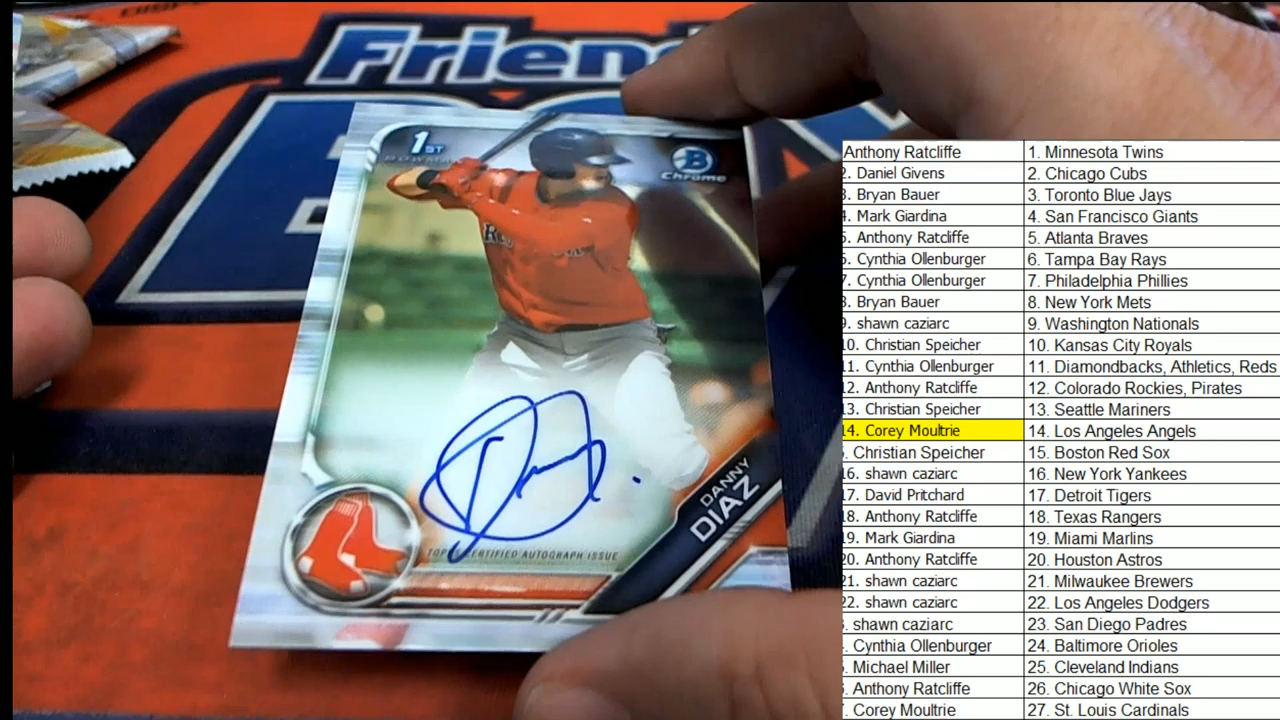 Friend
1ST
BOWMAN
B
Chrome
Red
DANNY
DIAZ
TOPPS CERTIFIED AUTOGRAPH ISSUE
Anthony Ratcliffe 1. Minnesota Twins
2. Daniel Givens 2. Chicago Cubs
3. Bryan Bauer 3. Toronto Blue Jays
4. Mark Giardina 4. San Francisco Giants
5. Anthony Ratcliffe 5. Atlanta Braves
6. Cynthia Ollenburger 6. Tampa Bay Rays
7. Cynthia Ollenburger 7. Philadelphia Phillies
8. Bryan Bauer 8. New York Mets
9. shawn caziarc 9. Washington Nationals
10. Christian Speicher 10. Kansas City Royals
11. Cynthia Ollenburger 11. Diamondbacks, Athletics, Reds
12. Anthony Ratcliffe 12. Colorado Rockies, Pirates
13. Christian Speicher 13. Seattle Mariners
14. Corey Moultrie 14. Los Angeles Angels
. Christian Speicher 15. Boston Red Sox
16. shawn caziarc 16. New York Yankees
17. David Pritchard 17. Detroit Tigers
18. Anthony Ratcliffe 18. Texas Rangers
19. Mark Giardina 19. Miami Marlins
20. Anthony Ratcliffe 20. Houston Astros
21. shawn caziarc 21. Milwaukee Brewers
22. shawn caziarc 22. Los Angeles Dodgers
. shawn caziarc 23. San Diego Padres
. Cynthia Ollenburger 24. Baltimore Orioles
. Michael Miller 25. Cleveland Indians
. Anthony Ratcliffe 26. Chicago White Sox
. Corey Moultrie 27. St. Louis Cardinals